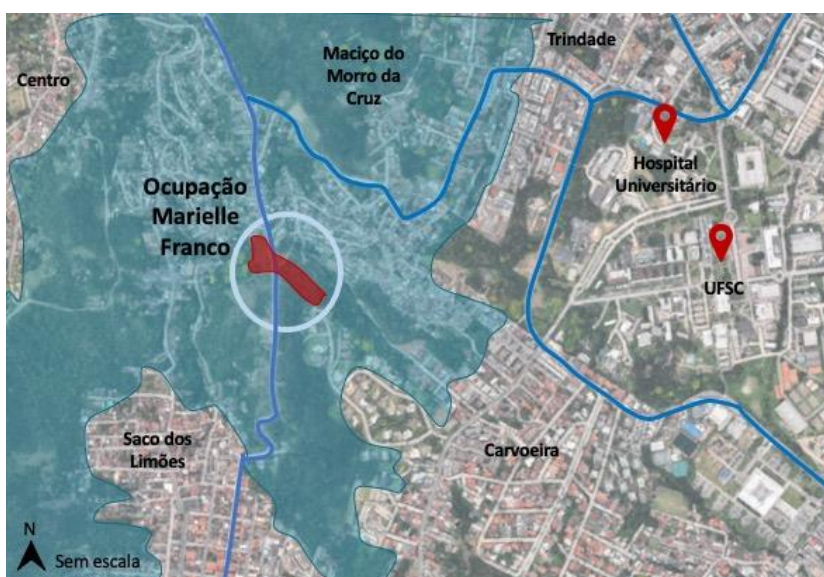 Centro
Maciço do
Morro da
Cruz
Trindade
Hospital
Universitário
Ocupação
Marielle
Franco
UFSC
Saco dos
Limões
Carvoeira
N
Sem escala